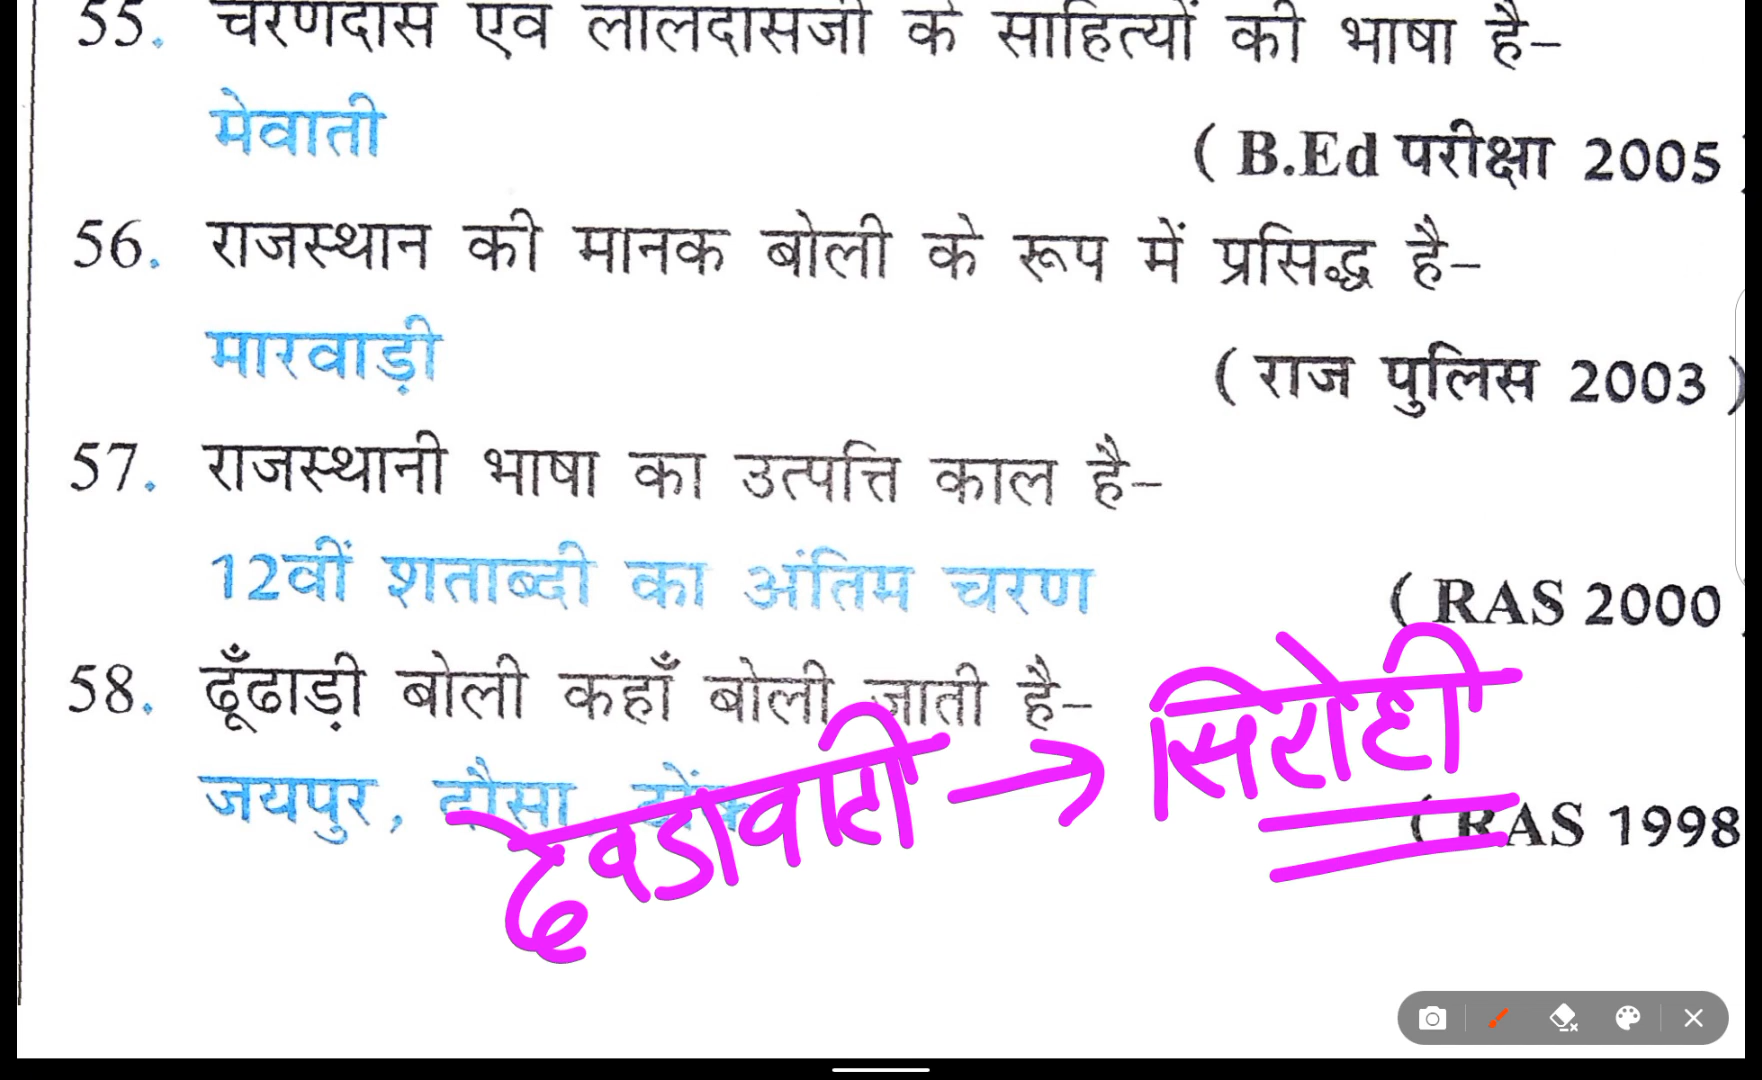 55. चरणदास एवं लालदासजी के साहित्यों की भाषा है-
मेवाती
( B.Ed परीक्षा 2005
56. राजस्थान की मानक बोली के रूप में प्रसिद्ध है-
मारवाड़ी
( राज पुलिस 2003 )
57. राजस्थानी भाषा का उत्पत्ति काल है-
12वीं शताब्दी का अंतिम चरण
( RAS 2000
58. ढूँढाड़ी बोली कहाँ बोली जाती है-
जयपुर, दौसा,
( RAS 1998
देवडावाटी → सिरोही